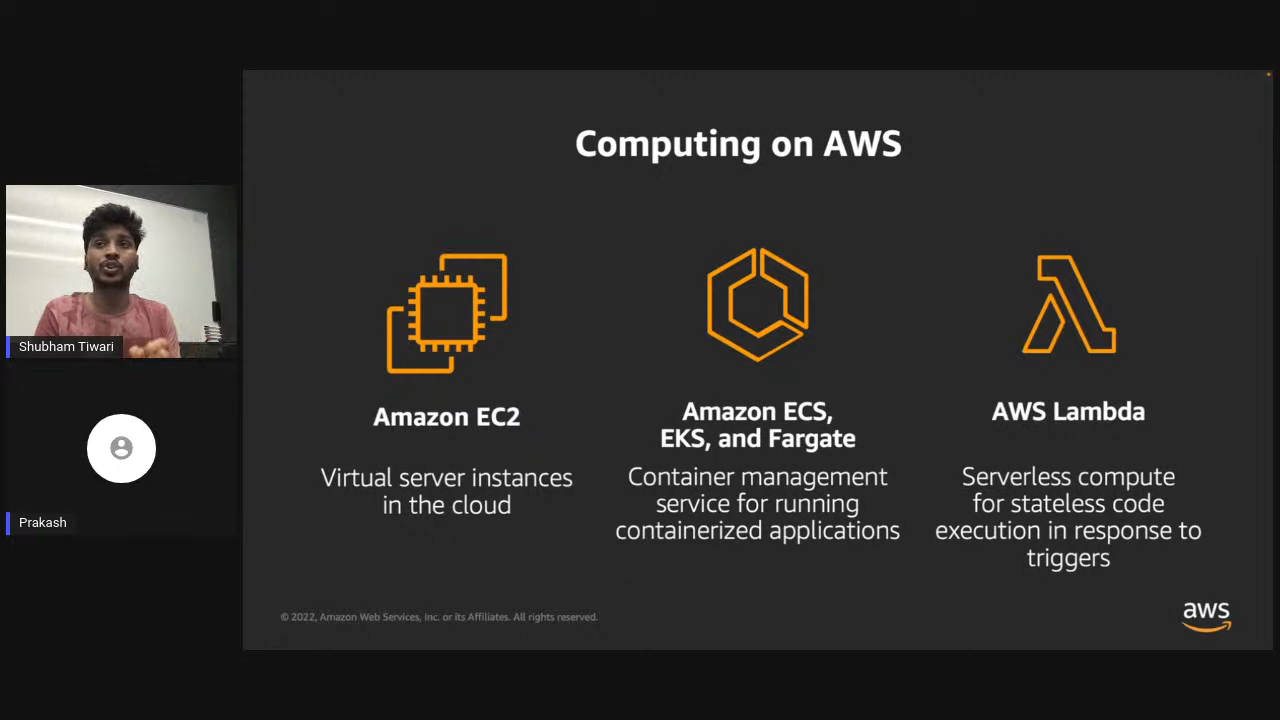 Computing on AWS
Shubham Tiwari
Prakash
Amazon EC2
Virtual server instances
in the cloud
Amazon ECS,
EKS, and Fargate
Container management
service for running
containerized applications
AWS Lambda
Serverless compute
for stateless code
execution in response to
triggers
© 2022, Amazon Web Services, Inc. or its Affiliates. All rights reserved.
aws